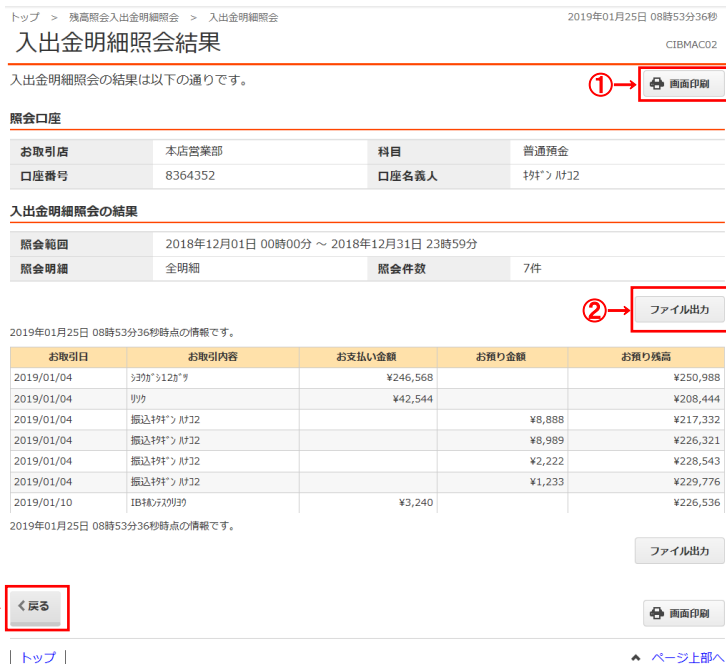 トップ > 残高照会入出金明細照会 > 入出金明細照会 2019年01月25日 08時53分36秒
入出金明細照会結果 CIBMAC02
入出金明細照会の結果は以下の通りです。 ①→ 画面印刷
照会口座
お取引店 本店営業部 科目 普通預金
口座番号 8364352 口座名義人 ｷﾀｷﾞﾝ ﾊﾅｺ2
入出金明細照会の結果
照会範囲 2018年12月01日 00時00分 ～ 2018年12月31日 23時59分
照会明細 全明細 照会件数 7件
②→ ファイル出力
2019年01月25日 08時53分36秒時点の情報です。
お取引日 お取引内容 お支払い金額 お預り金額 お預り残高
2019/01/04 ｼﾖｳｶﾞｼ12ｶﾞﾂ ¥246,568 ¥250,988
2019/01/04 ﾘｿｸ ¥42,544 ¥208,444
2019/01/04 振込ｷﾀｷﾞﾝ ﾊﾅｺ2 ¥8,888 ¥217,332
2019/01/04 振込ｷﾀｷﾞﾝ ﾊﾅｺ2 ¥8,989 ¥226,321
2019/01/04 振込ｷﾀｷﾞﾝ ﾊﾅｺ2 ¥2,222 ¥228,543
2019/01/04 振込ｷﾀｷﾞﾝ ﾊﾅｺ2 ¥1,233 ¥229,776
2019/01/10 IBｷﾎﾝﾃｽｳﾘﾖｳ ¥3,240 ¥226,536
2019年01月25日 08時53分36秒時点の情報です。
ファイル出力
戻る
画面印刷
トップ ページ上部へ